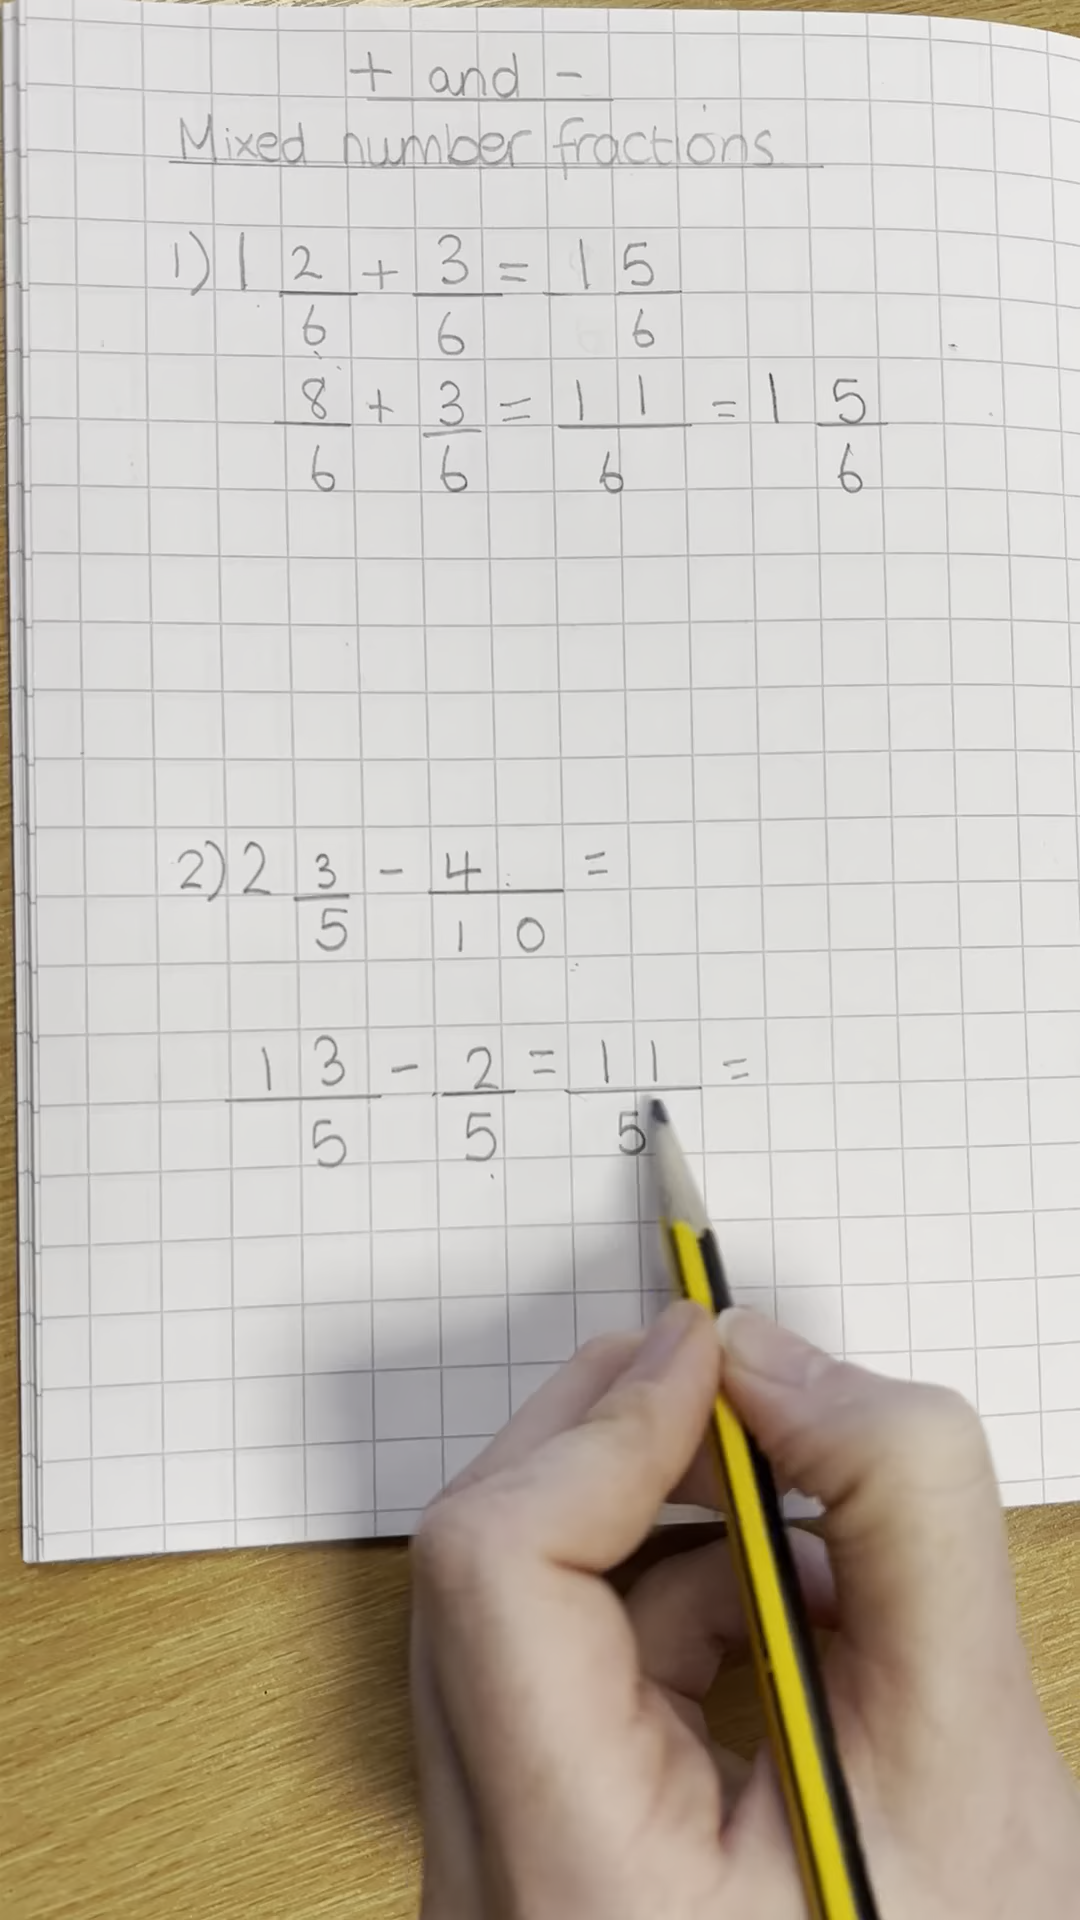 + and -
Mixed number fractions
1) 1 2/6 + 3/6 = 1 5/6
8/6 + 3/6 = 11/6 = 1 5/6
2) 2 3/5 - 4/10 =
13/5 - 2/5 = 11/5 =